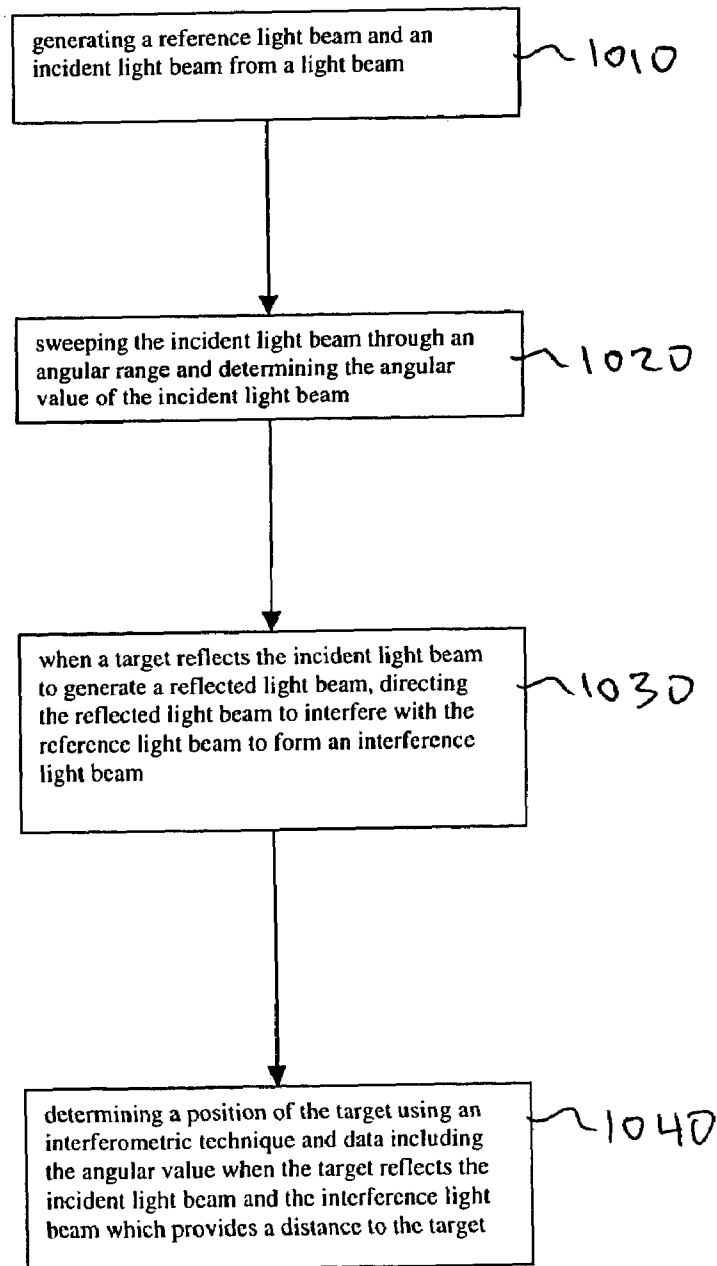 generating a reference light beam and an
incident light beam from a light beam
1010
sweeping the incident light beam through an
angular range and determining the angular
value of the incident light beam
1020
when a target reflects the incident light beam
to generate a reflected light beam, directing
the reflected light beam to interfere with the
reference light beam to form an interference
light beam
1030
determining a position of the target using an
interferometric technique and data including
the angular value when the target reflects the
incident light beam and the interference light
beam which provides a distance to the target
1040